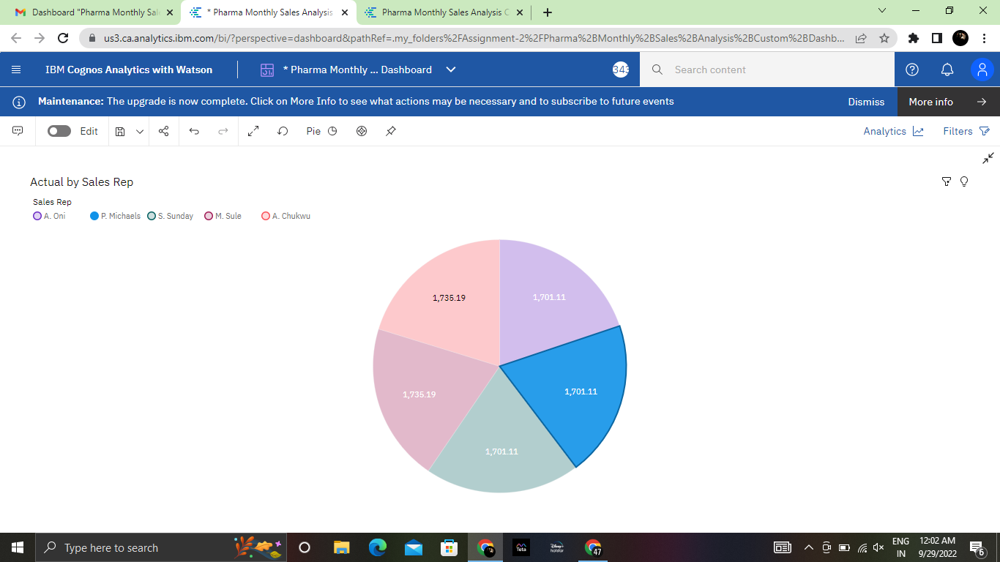 Dashboard "Pharma Monthly Sal
* Pharma Monthly Sales Analysis
Pharma Monthly Sales Analysis C
us3.ca.analytics.ibm.com/bi/?perspective=dashboard&pathRef=.my_folders%2FAssignment-2%2FPharma%2BMonthly%2BSales%2BAnalysis%2BCustom%2BDashb...
IBM Cognos Analytics with Watson
* Pharma Monthly ... Dashboard
343
Search content
Maintenance: The upgrade is now complete. Click on More Info to see what actions may be necessary and to subscribe to future events
Dismiss
More info
Edit
Pie
Analytics
Filters
Actual by Sales Rep
Sales Rep
A. Oni P. Michaels S. Sunday M. Sule A. Chukwu
1,735.19
1,701.11
1,701.11
1,735.19
1,701.11
Type here to search
Teta
Disney+
hotstar
47
ENG
IN
12:02 AM
9/29/2022
6